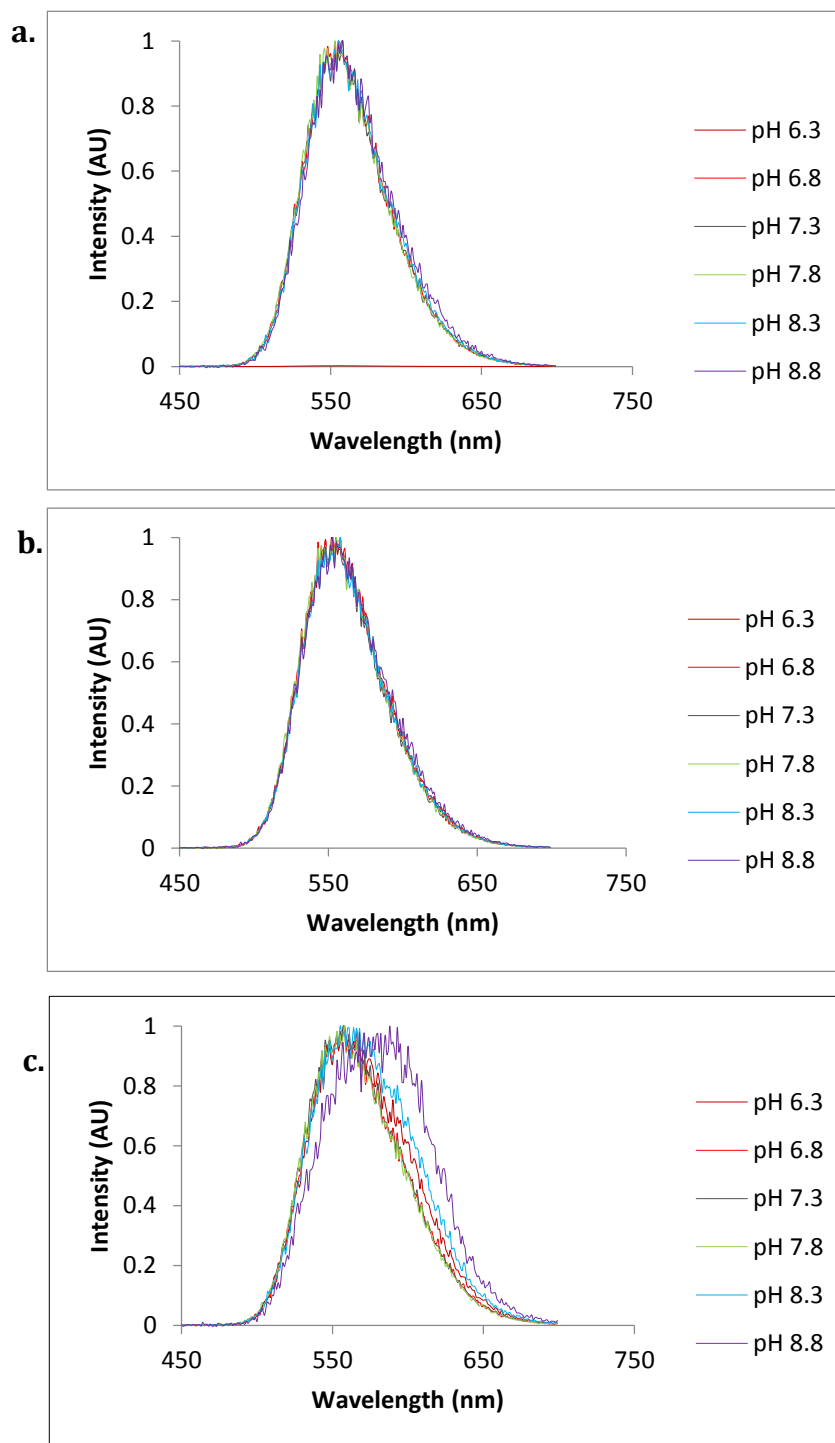 a.
Intensity (AU)
1
0.8
0.6
0.4
0.2
0
450 550 650 750
Wavelength (nm)
pH 6.3
pH 6.8
pH 7.3
pH 7.8
pH 8.3
pH 8.8
b.
Intensity (AU)
1
0.8
0.6
0.4
0.2
0
450 550 650 750
Wavelength (nm)
pH 6.3
pH 6.8
pH 7.3
pH 7.8
pH 8.3
pH 8.8
c.
Intensity (AU)
1
0.8
0.6
0.4
0.2
0
450 550 650 750
Wavelength (nm)
pH 6.3
pH 6.8
pH 7.3
pH 7.8
pH 8.3
pH 8.8